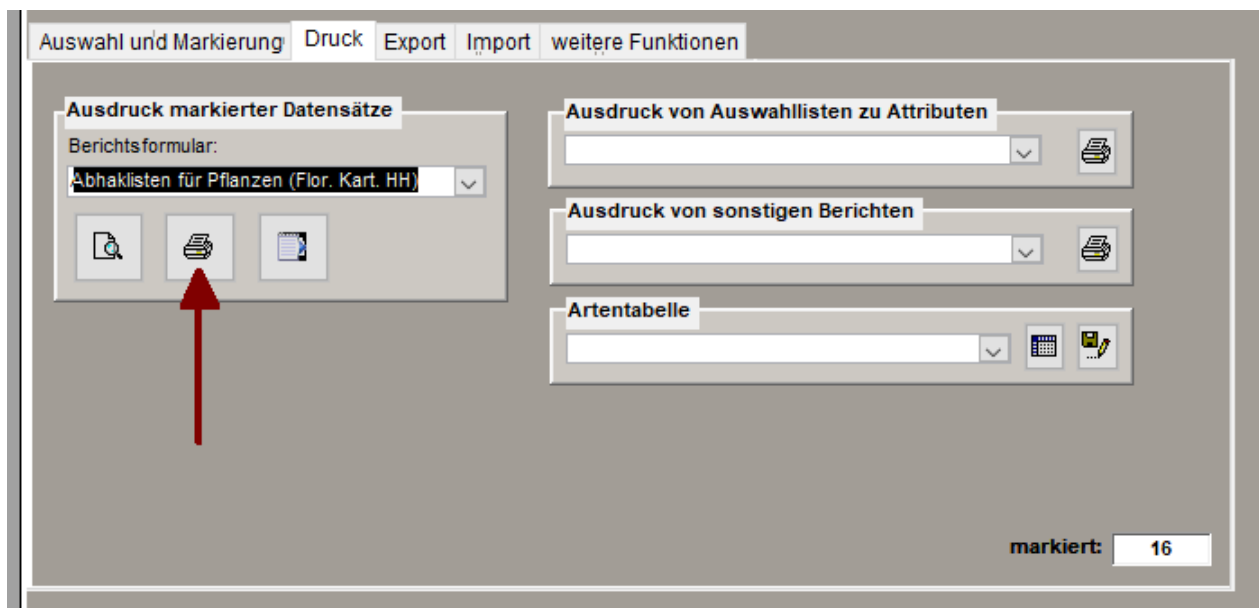 Auswahl und Markierung Druck Export Import weitere Funktionen
Ausdruck markierter Datensätze
Berichtsformular:
Abhaklisten für Pflanzen (Flor. Kart. HH)
Ausdruck von Auswahllisten zu Attributen
Ausdruck von sonstigen Berichten
Artentabelle
markiert: 16